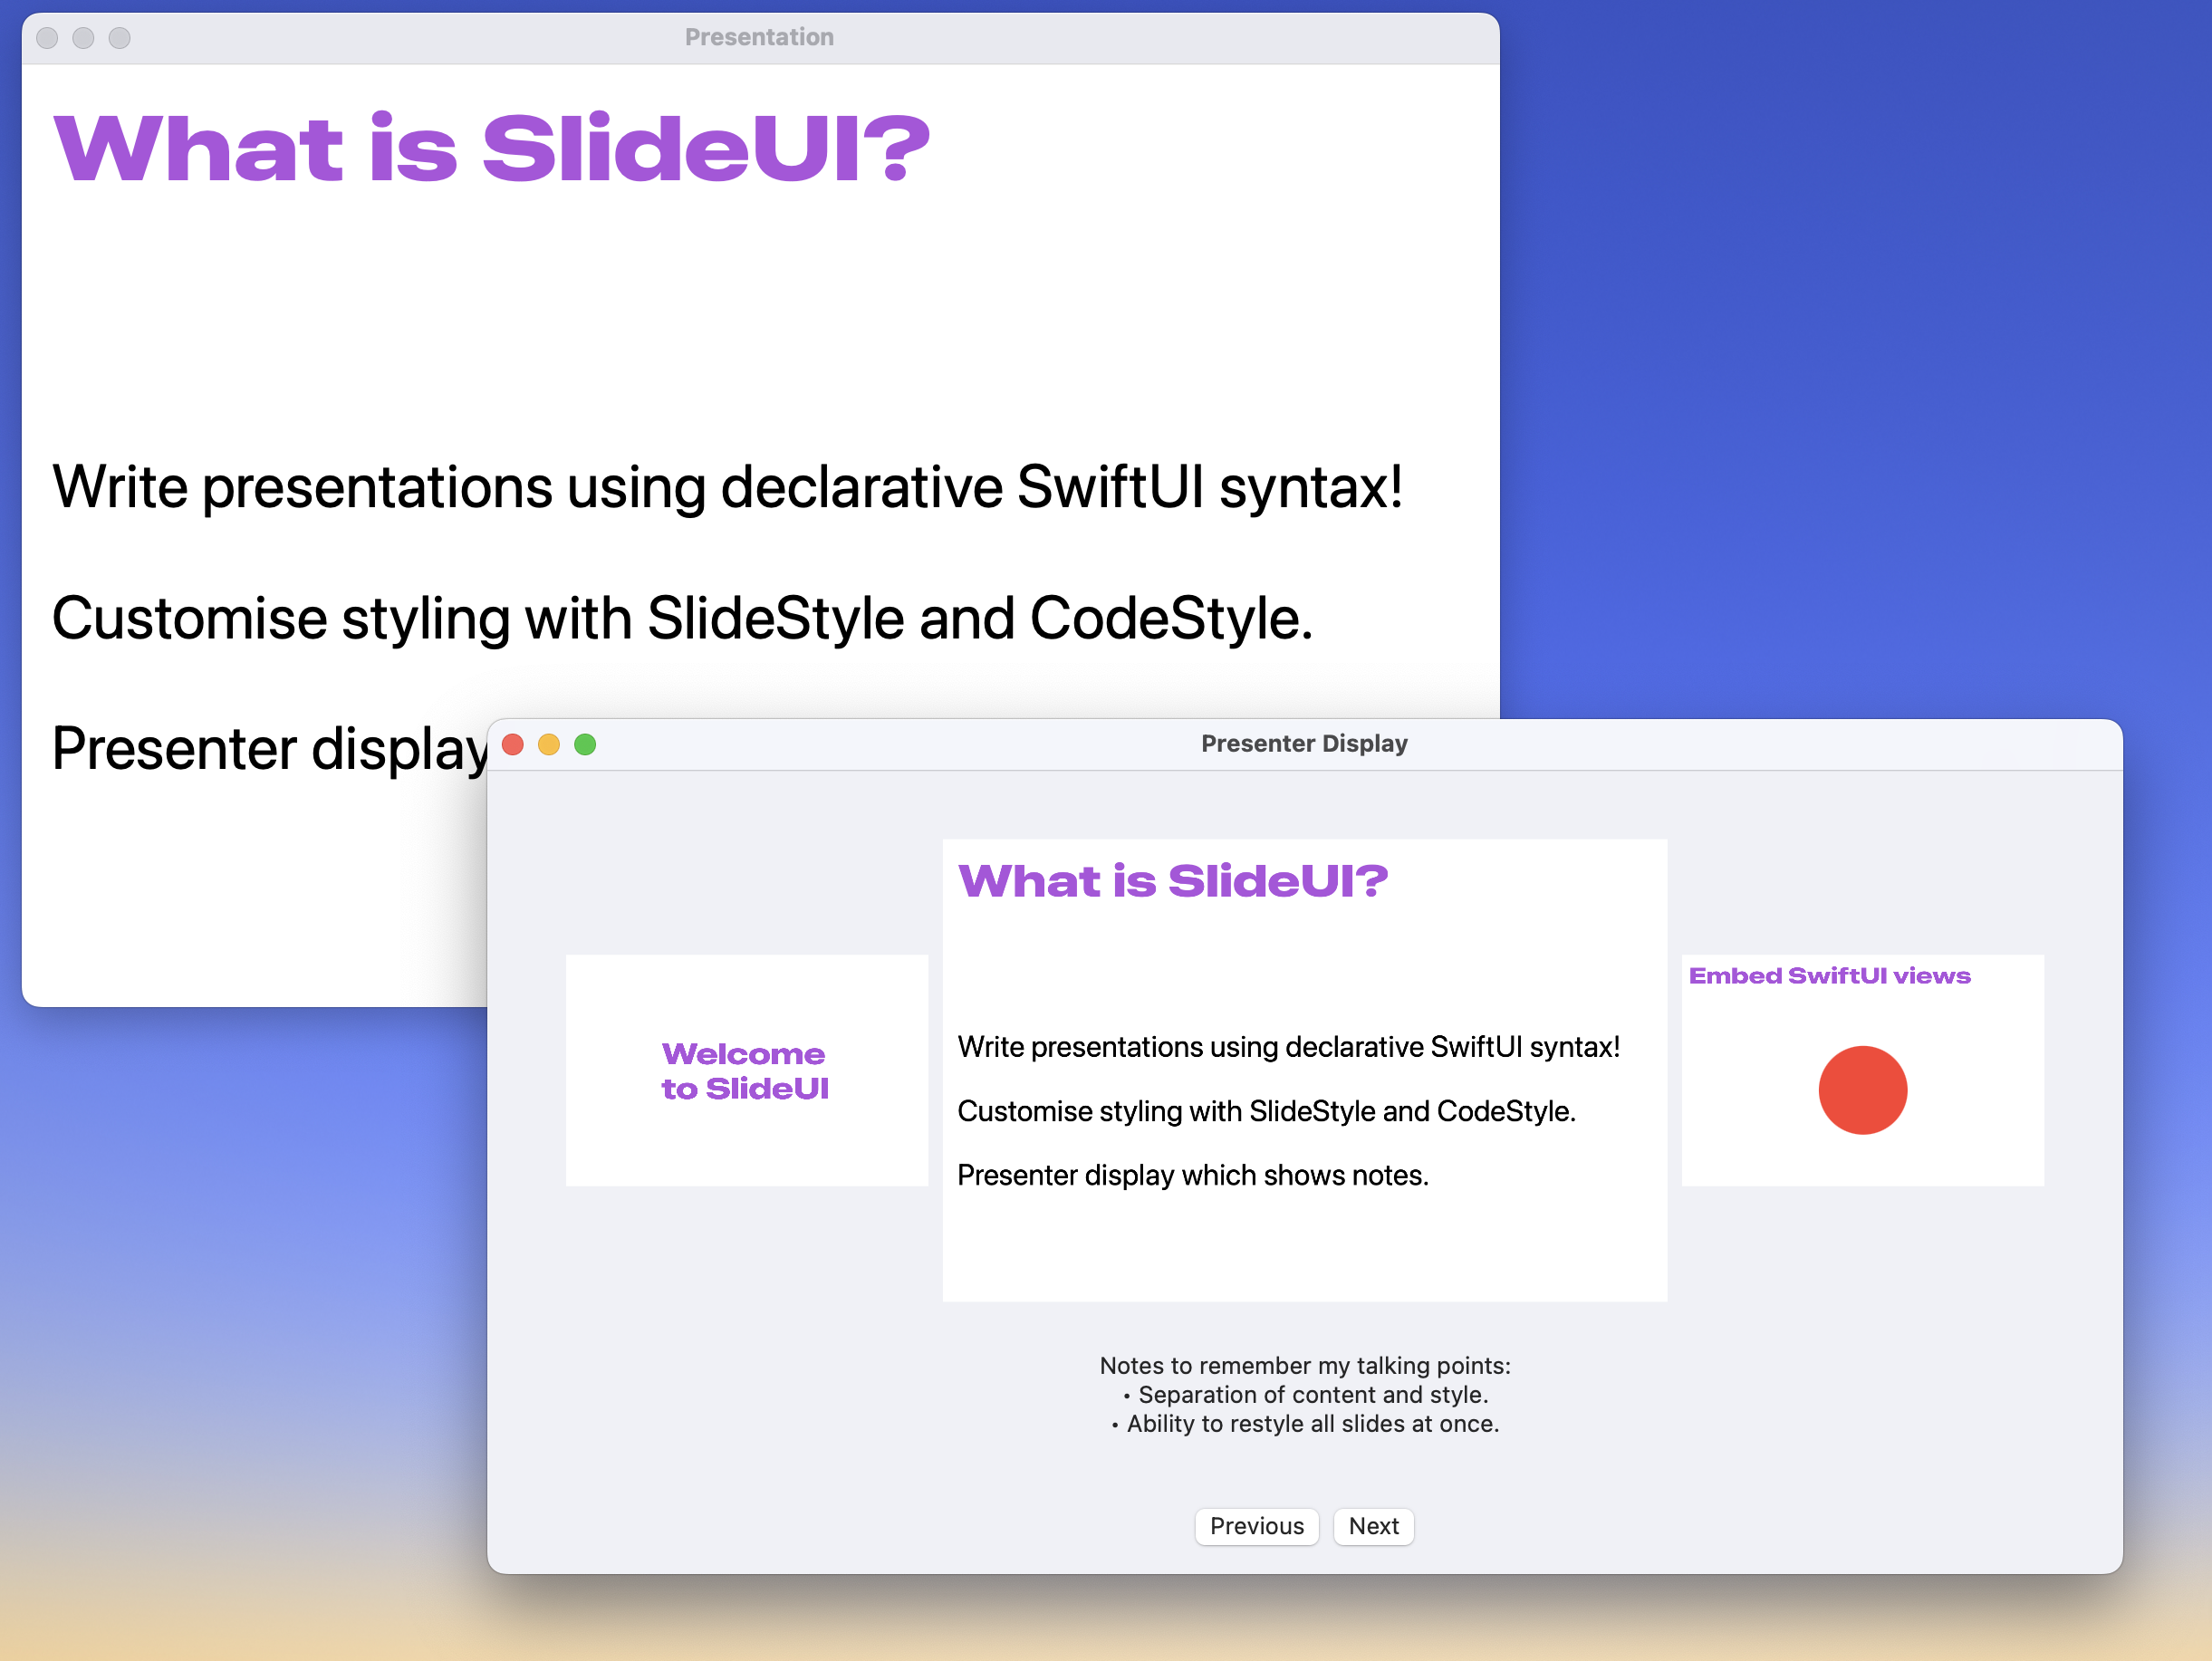 Presentation
What is SlideUI?
Write presentations using declarative SwiftUI syntax!
Customise styling with SlideStyle and CodeStyle.
Presenter display
Presenter Display
Welcome
to SlideUI
What is SlideUI?
Write presentations using declarative SwiftUI syntax!
Customise styling with SlideStyle and CodeStyle.
Presenter display which shows notes.
Embed SwiftUI views
Notes to remember my talking points:
• Separation of content and style.
• Ability to restyle all slides at once.
Previous
Next